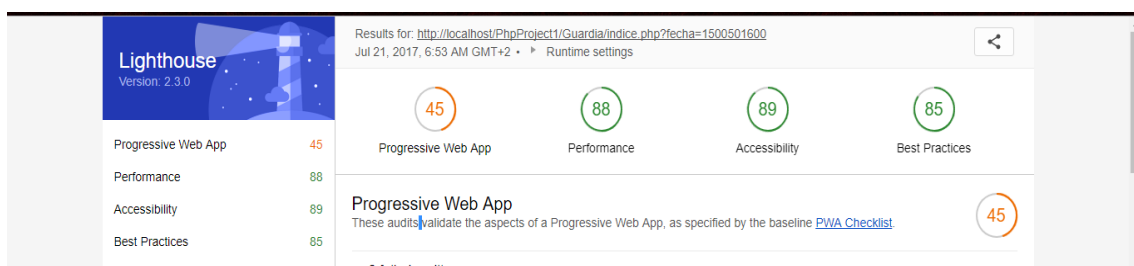 Lighthouse
Version: 2.3.0
Progressive Web App 45
Performance 88
Accessibility 89
Best Practices 85
Results for: http://localhost/PhpProject1/Guardia/indice.php?fecha=1500501600
Jul 21, 2017, 6:53 AM GMT+2 • Runtime settings
45 88 89 85
Progressive Web App Performance Accessibility Best Practices
Progressive Web App
These audits validate the aspects of a Progressive Web App, as specified by the baseline PWA Checklist.
45